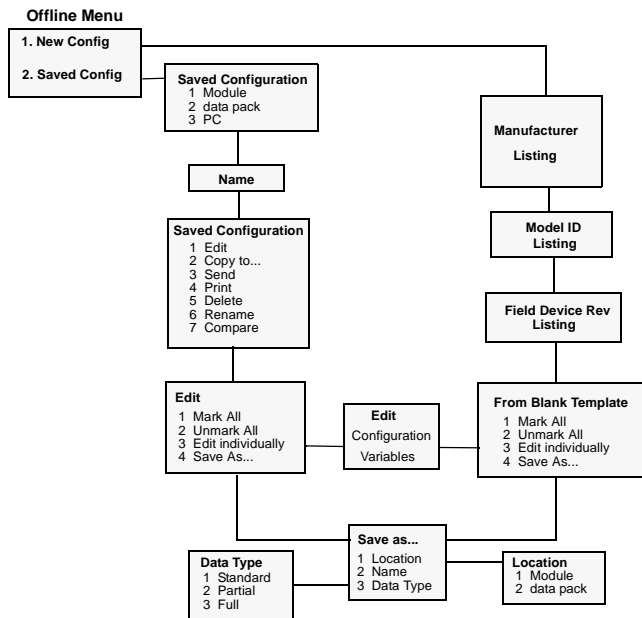 Offline Menu
1. New Config
2. Saved Config
Saved Configuration
1 Module
2 data pack
3 PC
Manufacturer
Listing
Name
Model ID
Listing
Saved Configuration
1 Edit
2 Copy to...
3 Send
4 Print
5 Delete
6 Rename
7 Compare
Field Device Rev
Listing
Edit
1 Mark All
2 Unmark All
3 Edit individually
4 Save As...
Edit
Configuration
Variables
From Blank Template
1 Mark All
2 Unmark All
3 Edit individually
4 Save As...
Save as...
1 Location
2 Name
3 Data Type
Data Type
1 Standard
2 Partial
3 Full
Location
1 Module
2 data pack